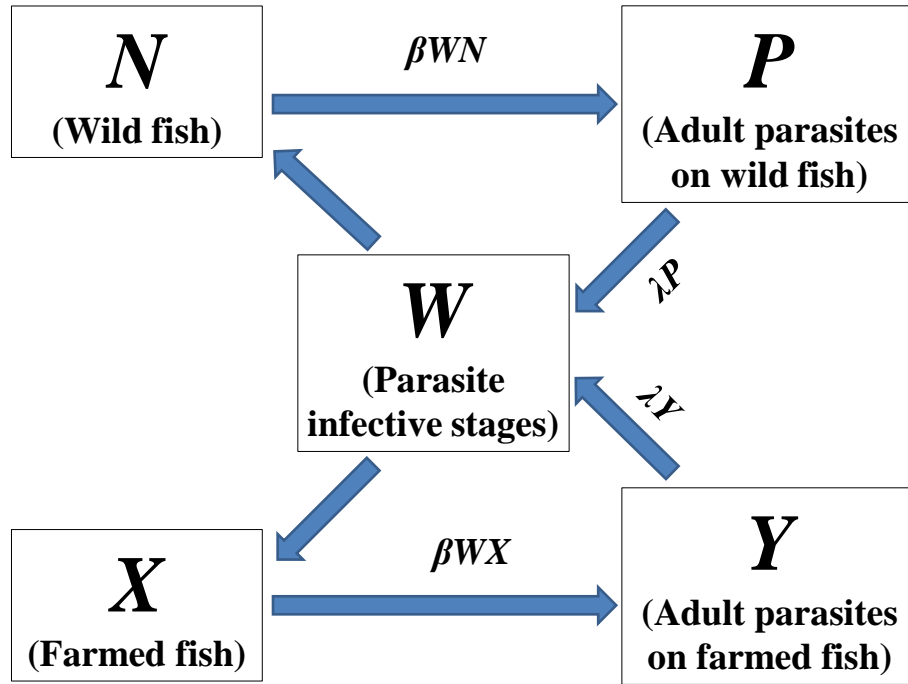 N
(Wild fish)
βWN
P
(Adult parasites
on wild fish)
λP
W
(Parasite
infective stages)
λY
X
(Farmed fish)
βWX
Y
(Adult parasites
on farmed fish)